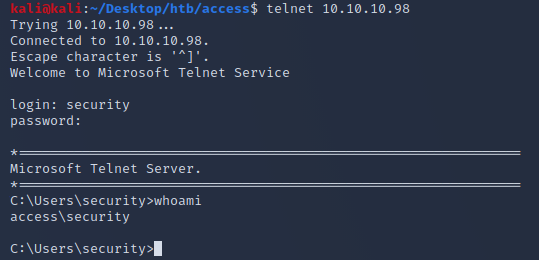 kali@kali:~/Desktop/htb/access$ telnet 10.10.10.98
Trying 10.10.10.98...
Connected to 10.10.10.98.
Escape character is '^]'.
Welcome to Microsoft Telnet Service
login: security
password:
*===============================================================
Microsoft Telnet Server.
*===============================================================
C:\Users\security>whoami
access\security
C:\Users\security>